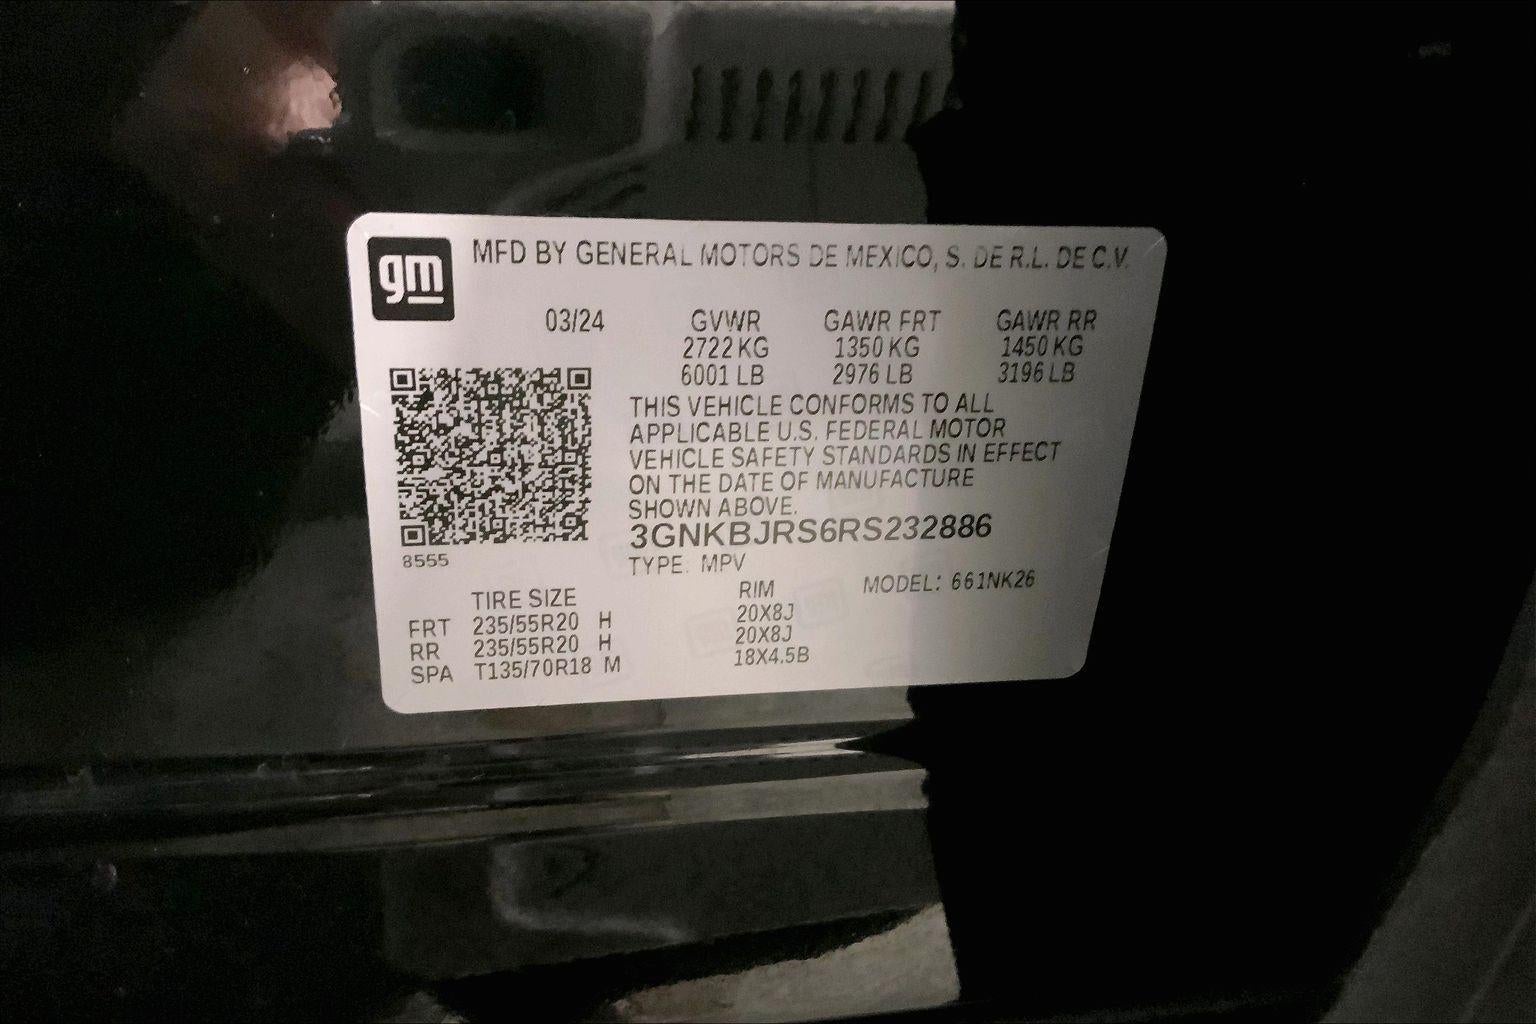 gm MFD BY GENERAL MOTORS DE MEXICO, S. DE R.L. DE C.V.
03/24 GVWR GAWR FRT GAWR RR
2722 KG 1350 KG 1450 KG
6001 LB 2976 LB 3196 LB
THIS VEHICLE CONFORMS TO ALL
APPLICABLE U.S. FEDERAL MOTOR
VEHICLE SAFETY STANDARDS IN EFFECT
ON THE DATE OF MANUFACTURE
SHOWN ABOVE.
3GNKBJRS6RS232886
8555
TYPE: MPV
MODEL: 661NK26
TIRE SIZE RIM
FRT 235/55R20 H 20X8J
RR 235/55R20 H 20X8J
SPA T135/70R18 M 18X4.5B